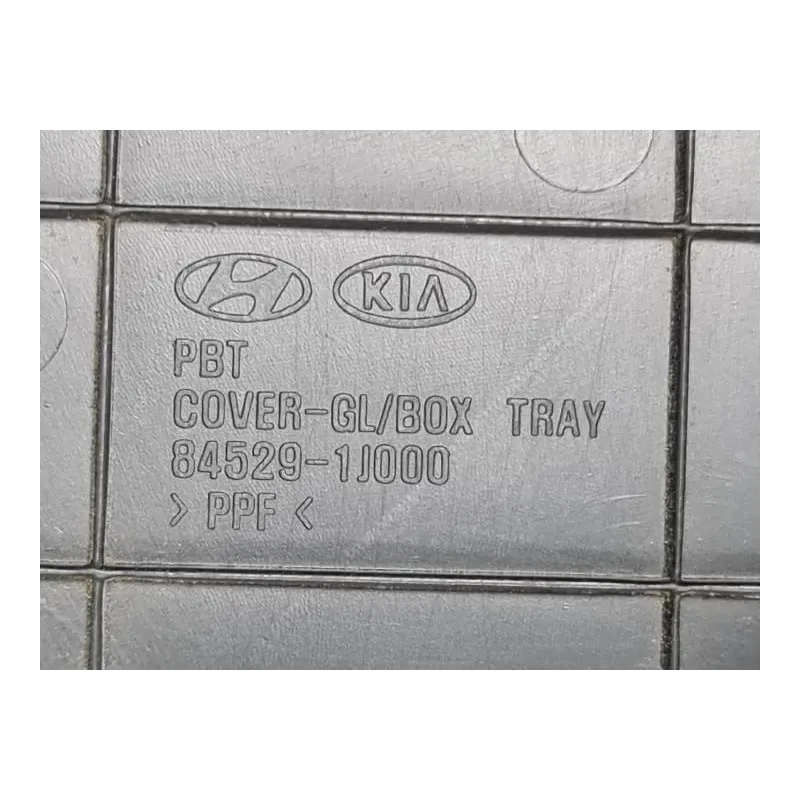 KIA
PBT
COVER-GL/BOX TRAY
84529-1J000
> PPF <